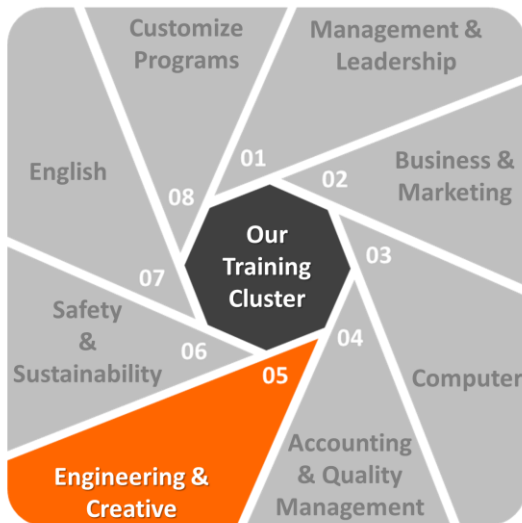 Customize
Programs
Management &
Leadership
01
Business &
Marketing
02
03
Computer
04
Accounting
& Quality
Management
05
Engineering &
Creative
06
Safety
&
Sustainability
07
English
08
Our
Training
Cluster